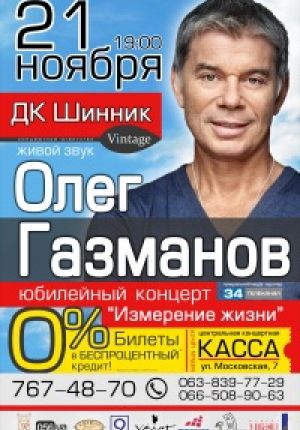 21
19:00
ноября
ДК Шинник
Vintage
живой звук
Олег
Газманов
юбилейный концерт
34
"Измерение жизни"
0%
Билеты
в БЕСПРОЦЕНТНЫЙ
кредит!
центральная концертная
КАССА
ул. Московская, 7
767-48-70
063-839-77-29
066-508-90-63